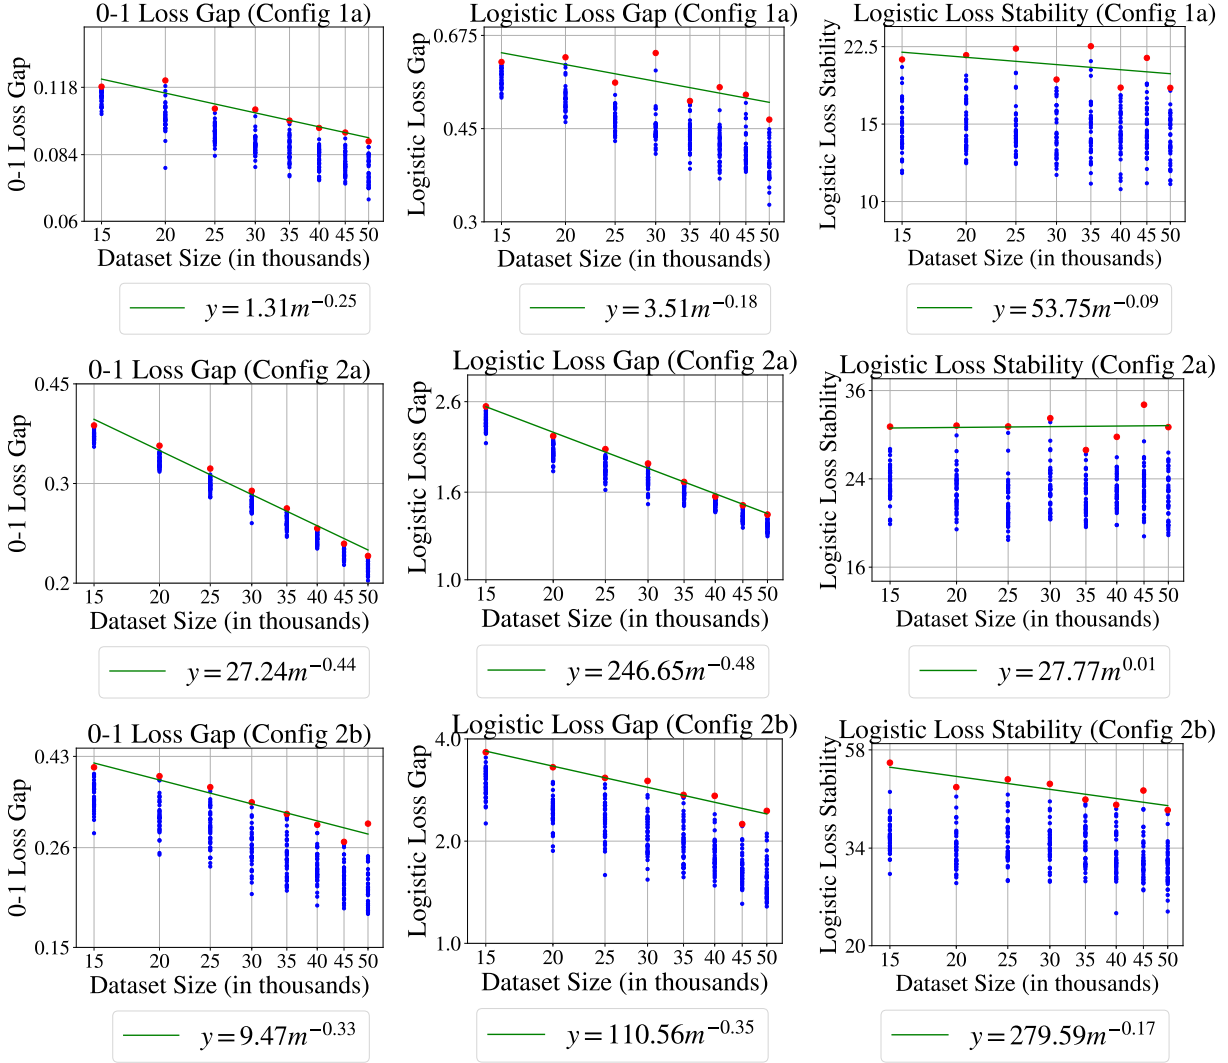 0-1 Loss Gap (Config 1a)
0-1 Loss Gap
0.118
0.084
0.06
15 20 25 30 35 40 45 50
Dataset Size (in thousands)
y = 1.31m^{-0.25}
Logistic Loss Gap (Config 1a)
Logistic Loss Gap
0.675
0.45
0.3
15 20 25 30 35 40 45 50
Dataset Size (in thousands)
y = 3.51m^{-0.18}
Logistic Loss Stability (Config 1a)
Logistic Loss Stability
22.5
15
10
15 20 25 30 35 40 45 50
Dataset Size (in thousands)
y = 53.75m^{-0.09}
0-1 Loss Gap (Config 2a)
0-1 Loss Gap
0.45
0.3
0.2
15 20 25 30 35 40 45 50
Dataset Size (in thousands)
y = 27.24m^{-0.44}
Logistic Loss Gap (Config 2a)
Logistic Loss Gap
2.6
1.6
1.0
15 20 25 30 35 40 45 50
Dataset Size (in thousands)
y = 246.65m^{-0.48}
Logistic Loss Stability (Config 2a)
Logistic Loss Stability
36
24
16
15 20 25 30 35 40 45 50
Dataset Size (in thousands)
y = 27.77m^{0.01}
0-1 Loss Gap (Config 2b)
0-1 Loss Gap
0.43
0.26
0.15
15 20 25 30 35 40 45 50
Dataset Size (in thousands)
y = 9.47m^{-0.33}
Logistic Loss Gap (Config 2b)
Logistic Loss Gap
4.0
2.0
1.0
15 20 25 30 35 40 45 50
Dataset Size (in thousands)
y = 110.56m^{-0.35}
Logistic Loss Stability (Config 2b)
Logistic Loss Stability
58
34
20
15 20 25 30 35 40 45 50
Dataset Size (in thousands)
y = 279.59m^{-0.17}